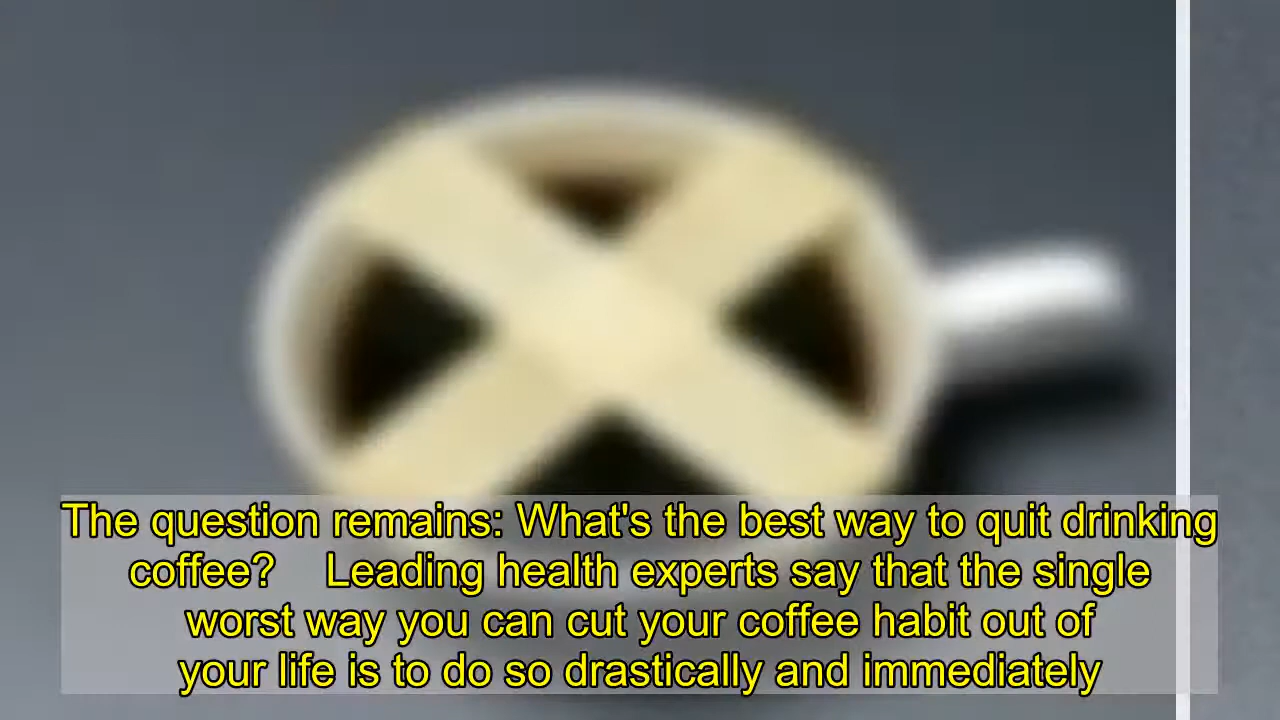 The question remains: What's the best way to quit drinking
coffee?    Leading health experts say that the single
worst way you can cut your coffee habit out of
your life is to do so drastically and immediately